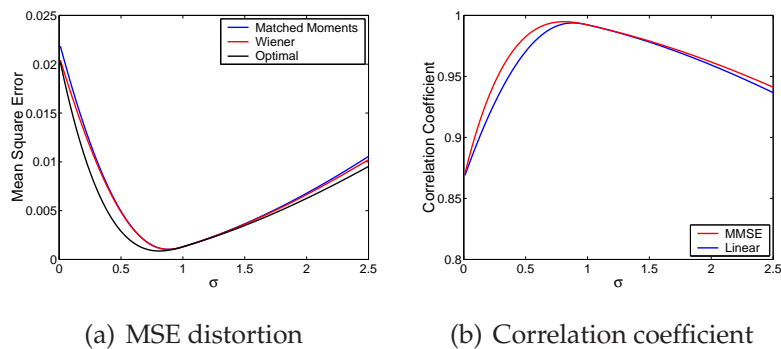 0.025
0.02
0.015
0.01
0.005
0
0
0.5
1
1.5
2
2.5
Mean Square Error
σ
Matched Moments
Wiener
Optimal
(a) MSE distortion
1
0.95
0.9
0.85
0.8
0
0.5
1
1.5
2
2.5
Correlation Coefficient
σ
MMSE
Linear
(b) Correlation coefficient